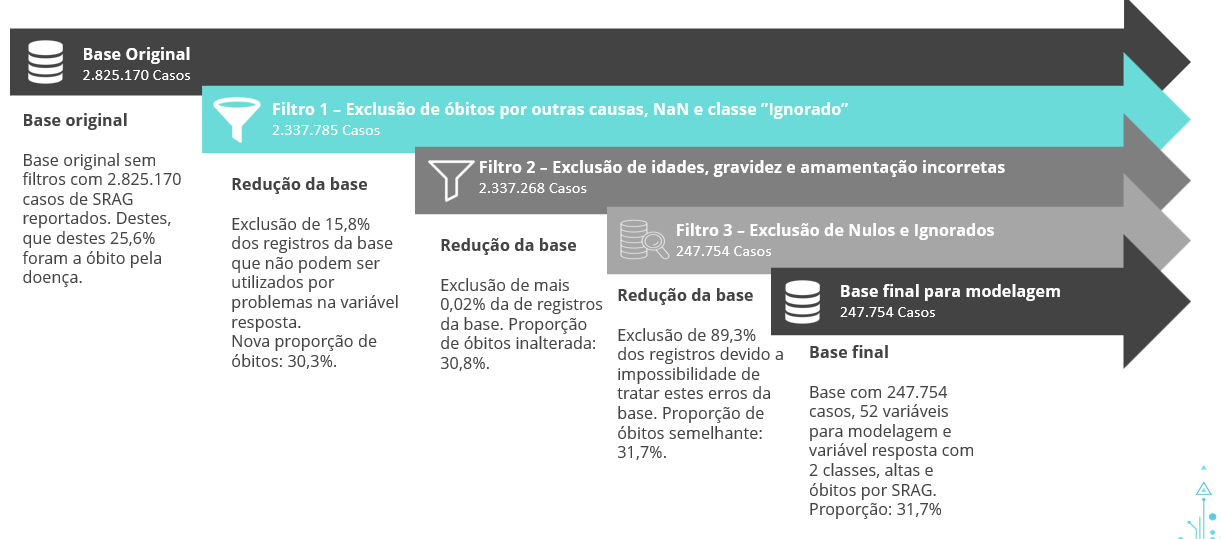 Base Original
2.825.170 Casos
Base original
Base original sem
filtros com 2.825.170
casos de SRAG
reportados. Destes,
que destes 25,6%
foram a óbito pela
doença.
Filtro 1 – Exclusão de óbitos por outras causas, NaN e classe ”Ignorado”
2.337.785 Casos
Redução da base
Exclusão de 15,8%
dos registros da base
que não podem ser
utilizados por
problemas na variável
resposta.
Nova proporção de
óbitos: 30,3%.
Filtro 2 – Exclusão de idades, gravidez e amamentação incorretas
2.337.268 Casos
Redução da base
Exclusão de mais
0,02% da de registros
da base. Proporção
de óbitos inalterada:
30,8%.
Filtro 3 – Exclusão de Nulos e Ignorados
247.754 Casos
Redução da base
Exclusão de 89,3%
dos registros devido a
impossibilidade de
tratar estes erros da
base. Proporção de
óbitos semelhante:
31,7%.
Base final para modelagem
247.754 Casos
Base final
Base com 247.754
casos, 52 variáveis
para modelagem e
variável resposta com
2 classes, altas e
óbitos por SRAG.
Proporção: 31,7%